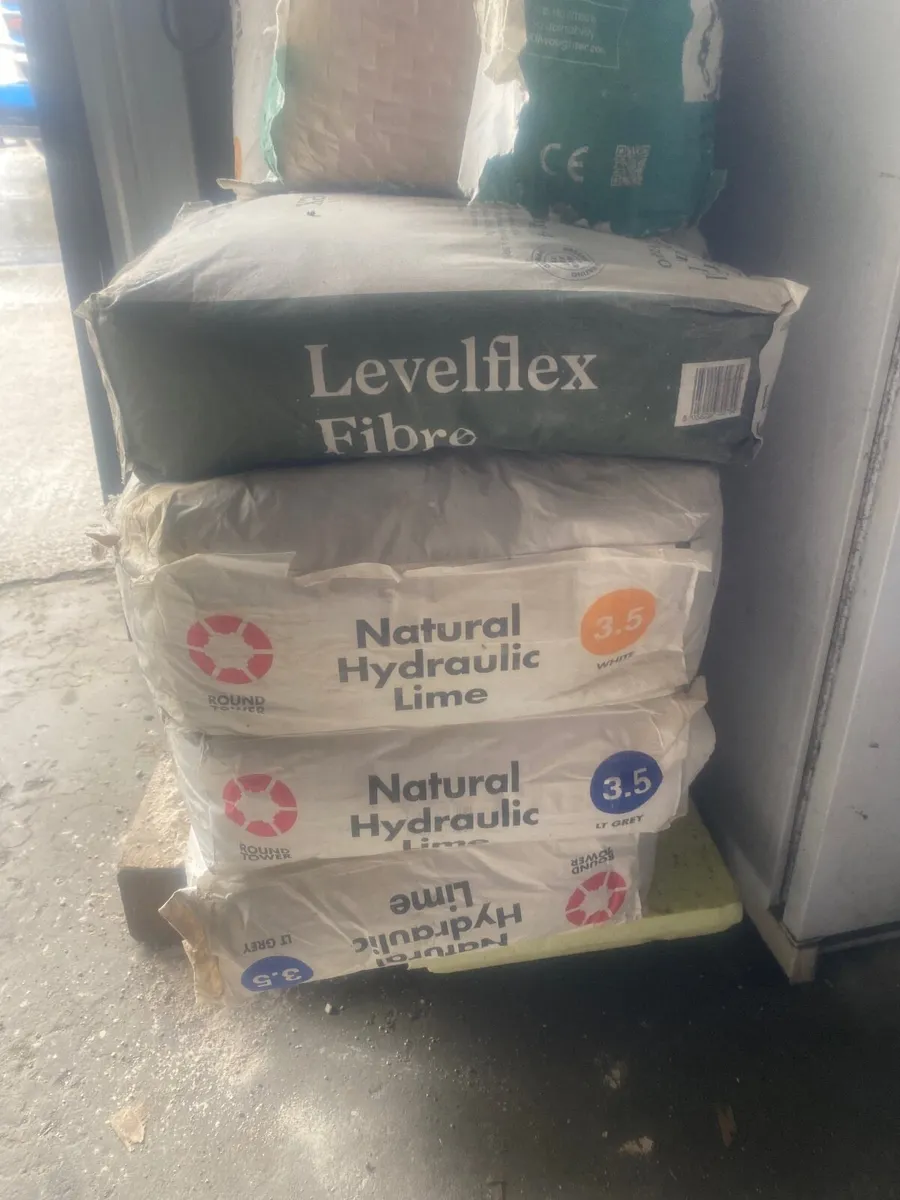 CE
Levelflex
Fibre
Natural
Hydraulic
Lime
3.5
WHITE
ROUND
TOWER
Natural
Hydraulic
Lime
3.5
LT GREY
ROUND
TOWER
ROUND
TOWER
Natural
Hydraulic
Lime
3.5
LT GREY